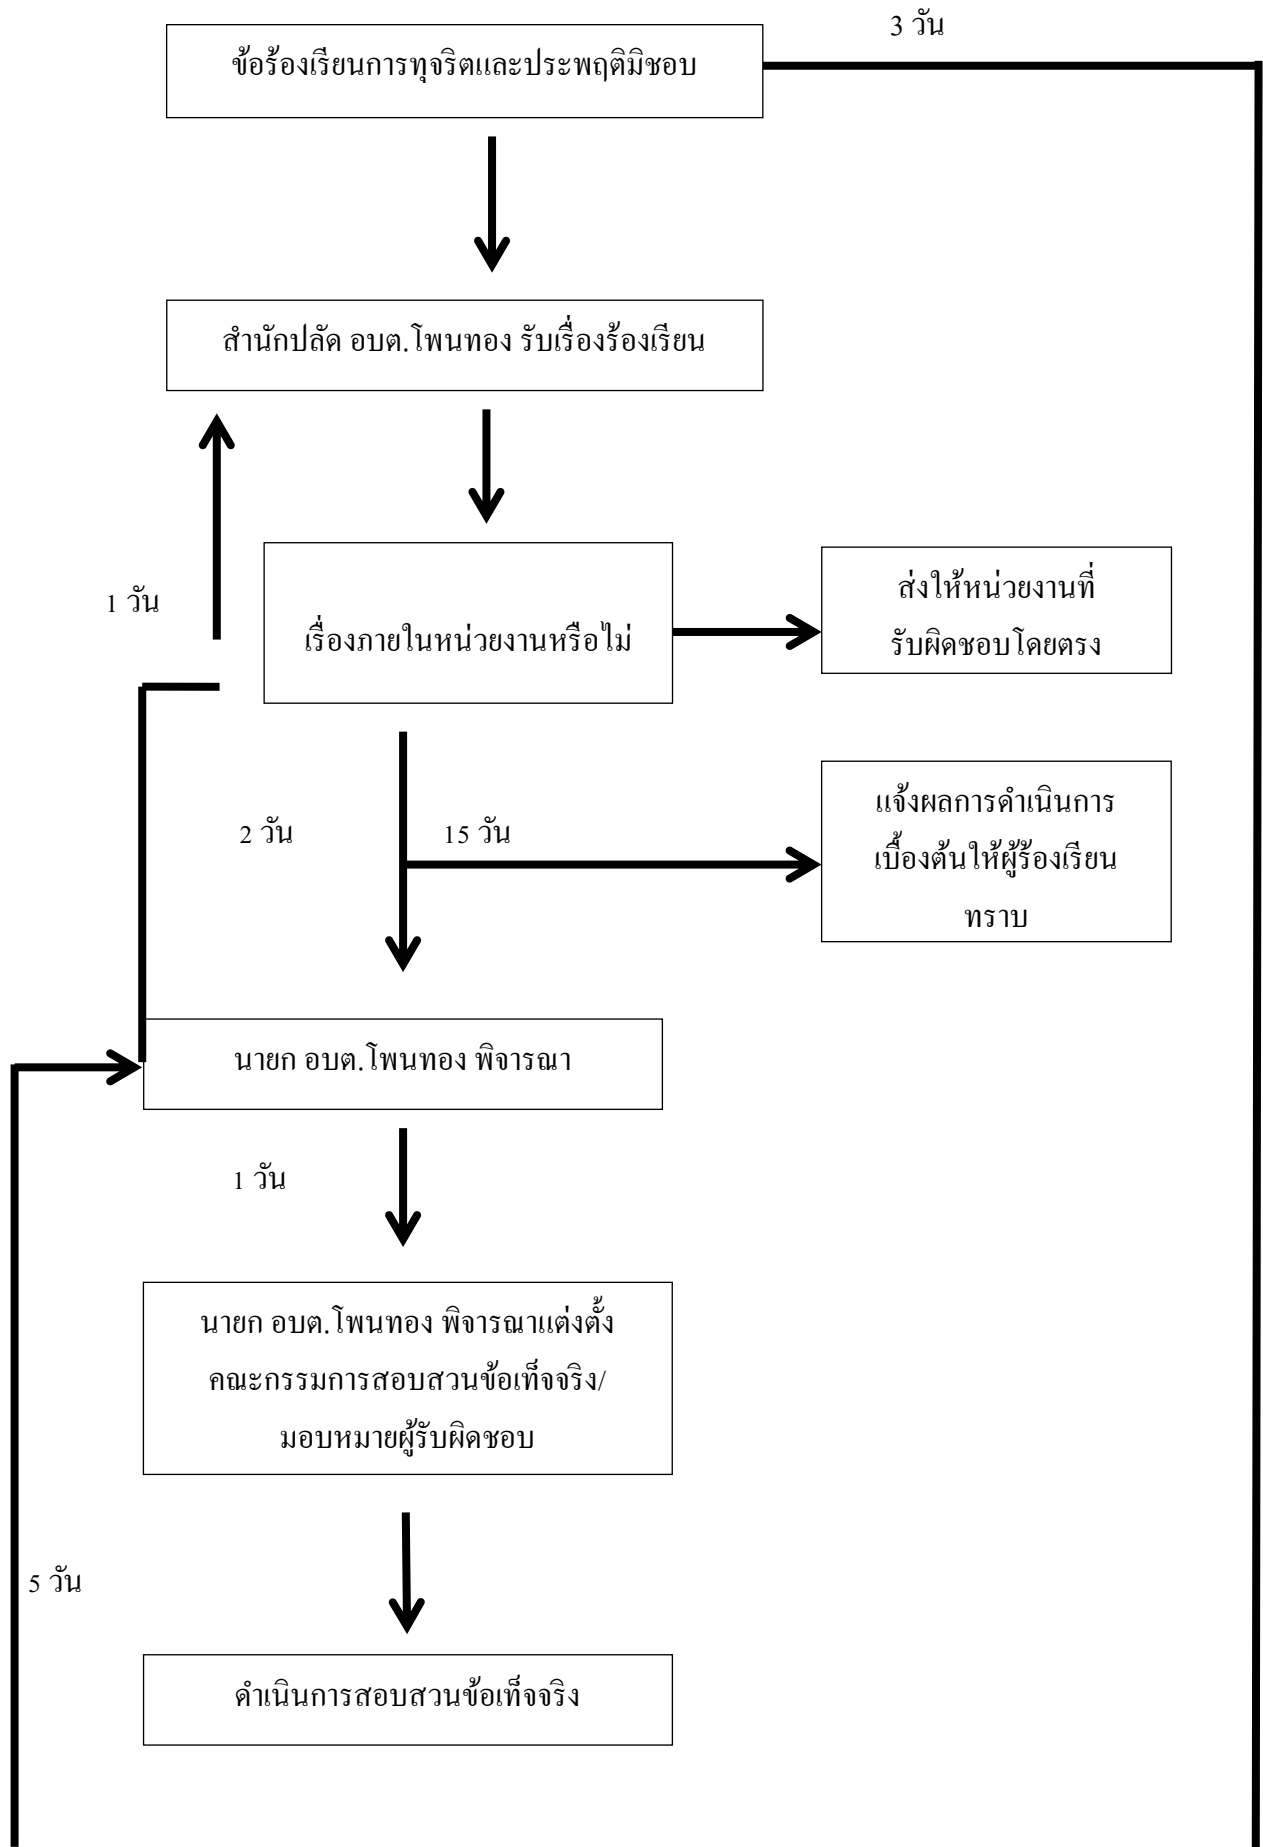 3 วัน
ข้อร้องเรียนการทุจริตและประพฤติมิชอบ
สำนักปลัด อบต.โพนทอง รับเรื่องร้องเรียน
1 วัน
เรื่องภายในหน่วยงานหรือไม่
ส่งให้หน่วยงานที่
รับผิดชอบโดยตรง
2 วัน
15 วัน
แจ้งผลการดำเนินการ
เบื้องต้นให้ผู้ร้องเรียน
ทราบ
นายก อบต.โพนทอง พิจารณา
1 วัน
นายก อบต.โพนทอง พิจารณาแต่งตั้ง
คณะกรรมการสอบสวนข้อเท็จจริง/
มอบหมายผู้รับผิดชอบ
5 วัน
ดำเนินการสอบสวนข้อเท็จจริง